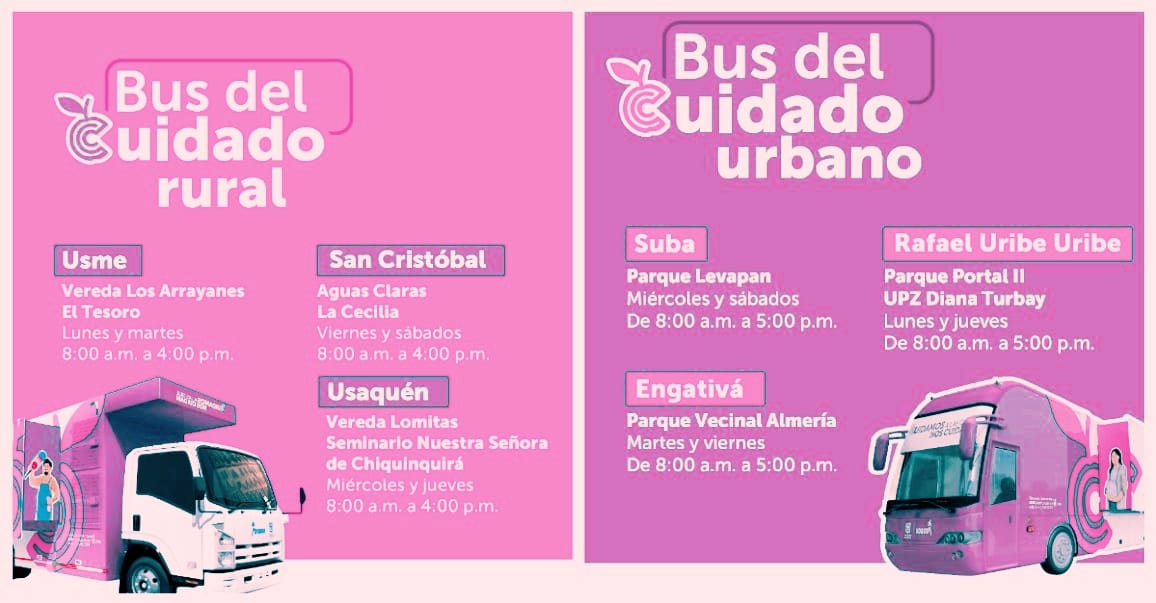 Bus del
Cuidado
rural
Usme
Vereda Los Arrayanes
El Tesoro
Lunes y martes
8:00 a.m. a 4:00 p.m.
San Cristóbal
Aguas Claras
La Cecilia
Viernes y sábados
8:00 a.m. a 4:00 p.m.
Usaquén
Vereda Lomitas
Seminario Nuestra Señora
de Chiquinquirá
Miércoles y jueves
8:00 a.m. a 4:00 p.m.
Bus del
Cuidado
urbano
Suba
Parque Levapan
Miércoles y sábados
De 8:00 a.m. a 5:00 p.m.
Rafael Uribe Uribe
Parque Portal II
UPZ Diana Turbay
Lunes y jueves
De 8:00 a.m. a 5:00 p.m.
Engativá
Parque Vecinal Almería
Martes y viernes
De 8:00 a.m. a 5:00 p.m.